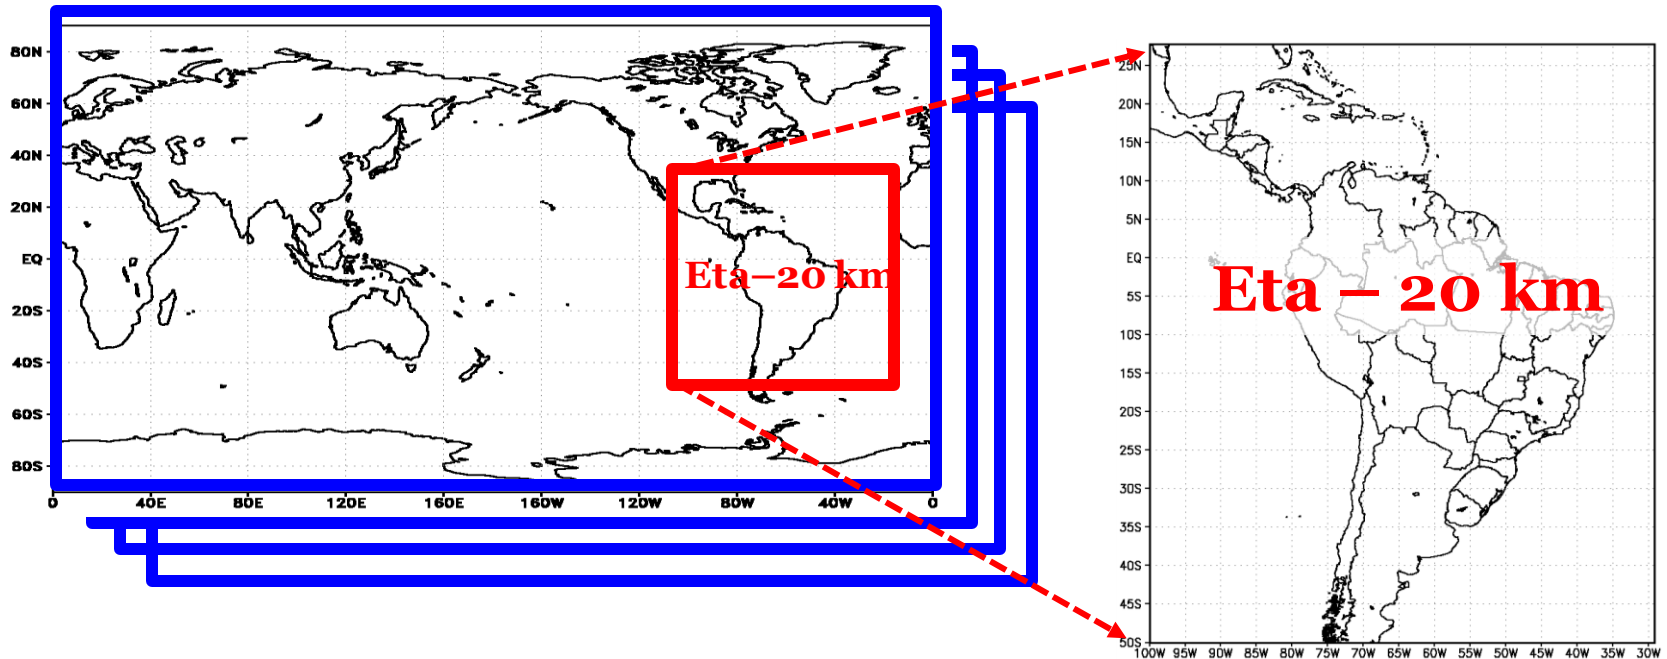 80N
60N
40N
20N
EQ
20S
40S
60S
80S
0 40E 80E 120E 160E 160W 120W 80W 40W 0
Eta–20 km
25N
20N
15N
10N
5N
EQ
5S
10S
15S
20S
25S
30S
35S
40S
45S
50S
100W 95W 90W 85W 80W 75W 70W 65W 60W 55W 50W 45W 40W 35W 30W
Eta – 20 km